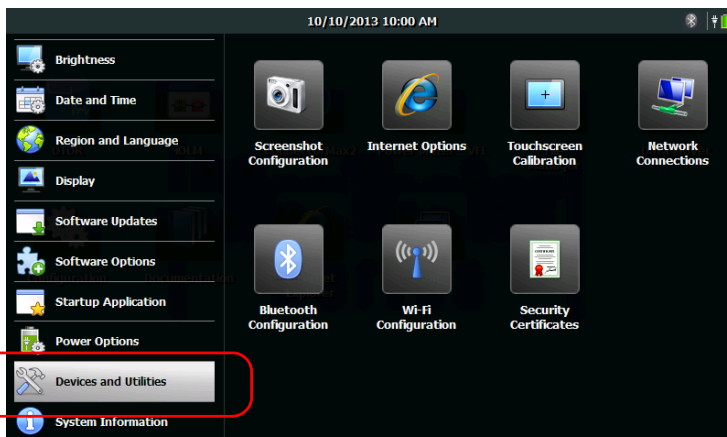 10/10/2013 10:00 AM
Brightness
Date and Time
Region and Language
Display
Software Updates
Software Options
Startup Application
Power Options
Devices and Utilities
System Information
Screenshot
Configuration
Internet Options
Touchscreen
Calibration
Network
Connections
Bluetooth
Configuration
Wi-Fi
Configuration
Security
Certificates